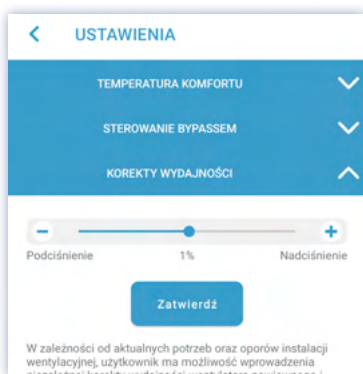 USTAWIENIA
TEMPERATURA KOMFORTU
STEROWANIE BYPASSEM
KOREKTY WYDAJNOŚCI
Podciśnienie 1% Nadciśnienie
Zatwierdź
W zależności od aktualnych potrzeb oraz oporów instalacji
wentylacyjnej, użytkownik ma możliwość wprowadzenia